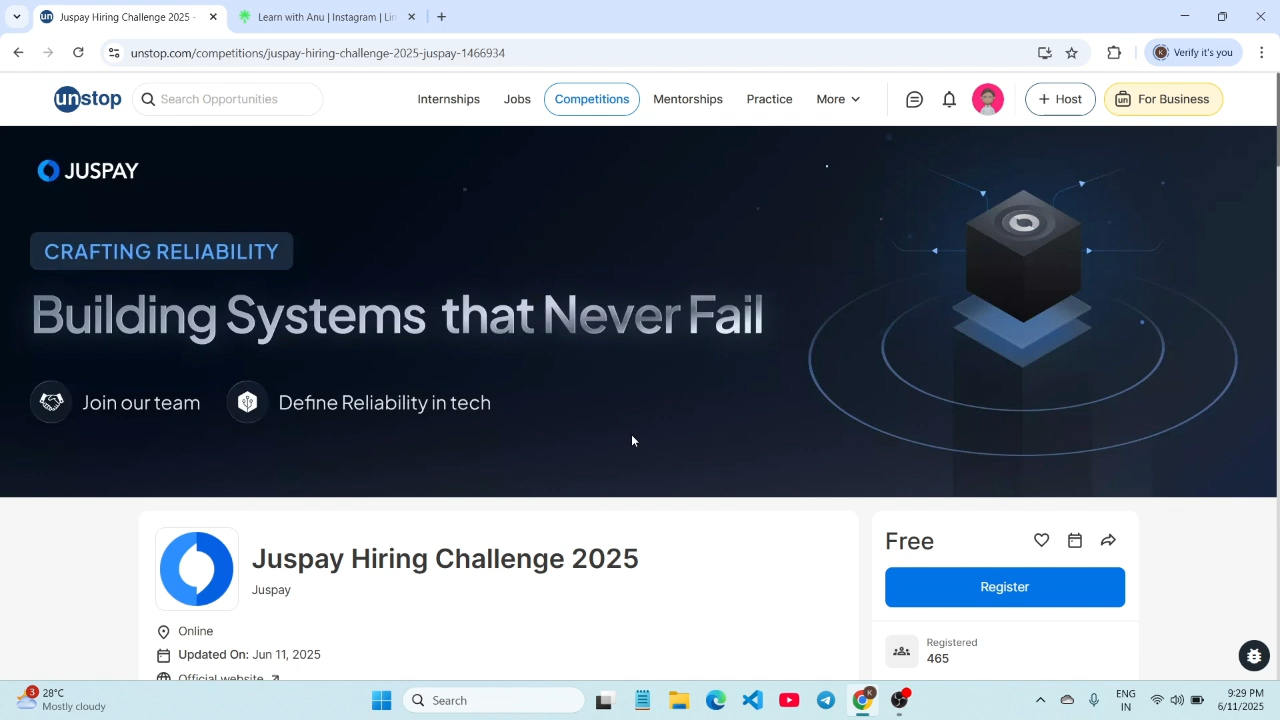 Juspay Hiring Challenge 2025 -
Learn with Anu | Instagram | Lin
unstop.com/competitions/juspay-hiring-challenge-2025-juspay-1466934
Verify it's you
unstop
Search Opportunities
Internships
Jobs
Competitions
Mentorships
Practice
More
Host
un
For Business
JUSPAY
CRAFTING RELIABILITY
Building Systems that Never Fail
Join our team
Define Reliability in tech
Juspay Hiring Challenge 2025
Juspay
Online
Updated On: Jun 11, 2025
Official website
Free
Register
Registered
465
3
28°C
Mostly cloudy
Search
K
ENG
IN
9:29 PM
6/11/2025